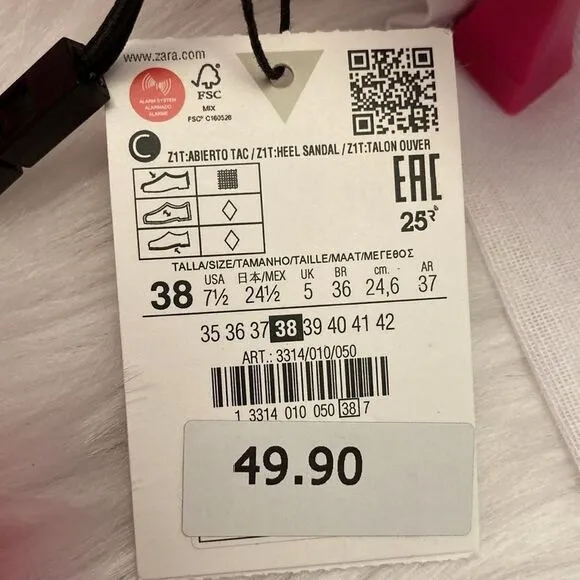 www.zara.com
ALARM SYSTEM
ALARMADO
ALARME
FSC
MIX
FSC® C160526
C
Z1T:ABIERTO TAC / Z1T:HEEL SANDAL / Z1T:TALON OUVER
EAC
25
TALLA/SIZE/TAMANHO/TAILLE/MAAT/ΜΕΓΕΘΟΣ
USA 日本/MEX UK BR cm. AR
38 7½ 24½ 5 36 24,6 37
35 36 37 38 39 40 41 42
ART.: 3314/010/050
1 3314 010 050 38 7
49.90